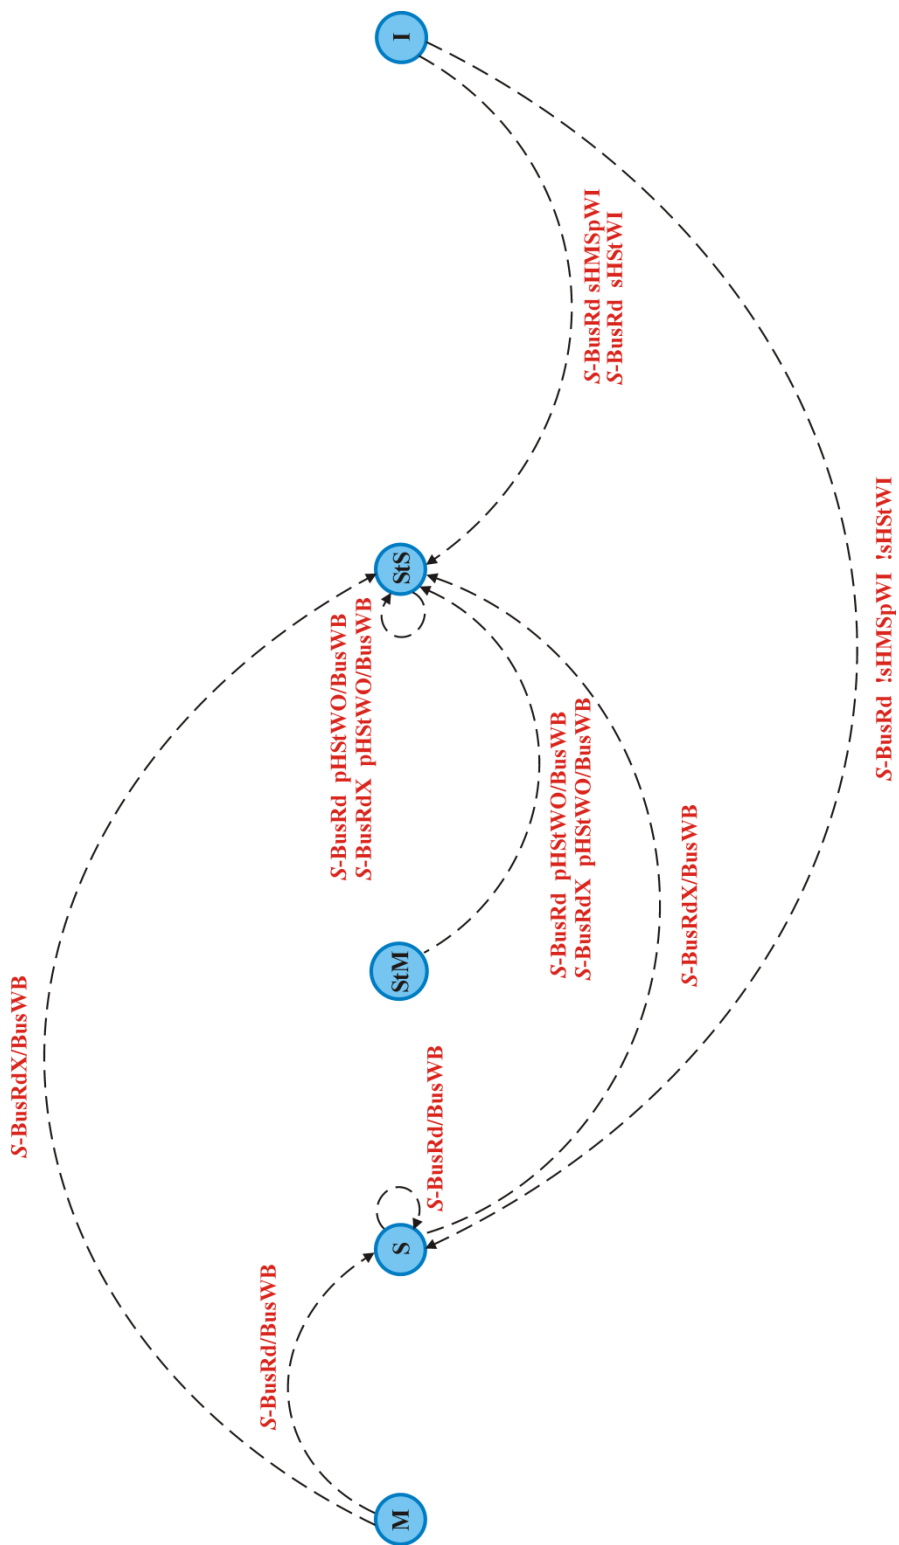 S-BusRdX/BusWB
S-BusRd/BusWB
S-BusRd pHStWO/BusWB
S-BusRdX pHStWO/BusWB
M
S
StM
StS
I
S-BusRd/BusWB
S-BusRd pHStWO/BusWB
S-BusRdX pHStWO/BusWB
S-BusRd sHMSpWI
S-BusRd sHStWI
S-BusRdX/BusWB
S-BusRd !sHMSpWI !sHStWI